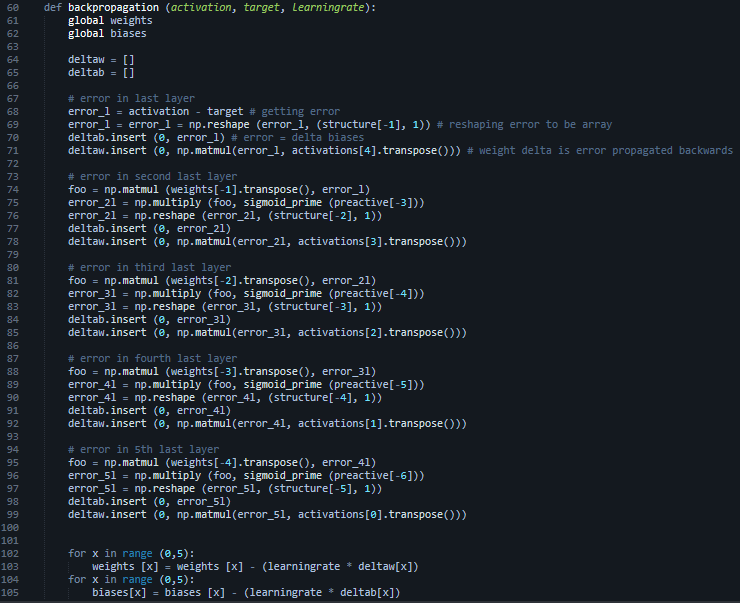 60 def backpropagation (activation, target, learningrate):
61     global weights
62     global biases
63
64     deltaw = []
65     deltab = []
66
67     # error in last layer
68     error_l = activation - target # getting error
69     error_l = error_l = np.reshape (error_l, (structure[-1], 1)) # reshaping error to be array
70     deltab.insert (0, error_l) # error = delta biases
71     deltaw.insert (0, np.matmul(error_l, activations[4].transpose())) # weight delta is error propagated backwards
72
73     # error in second last layer
74     foo = np.matmul (weights[-1].transpose(), error_l)
75     error_2l = np.multiply (foo, sigmoid_prime (preactive[-3]))
76     error_2l = np.reshape (error_2l, (structure[-2], 1))
77     deltab.insert (0, error_2l)
78     deltaw.insert (0, np.matmul(error_2l, activations[3].transpose()))
79
80     # error in third last layer
81     foo = np.matmul (weights[-2].transpose(), error_2l)
82     error_3l = np.multiply (foo, sigmoid_prime (preactive[-4]))
83     error_3l = np.reshape (error_3l, (structure[-3], 1))
84     deltab.insert (0, error_3l)
85     deltaw.insert (0, np.matmul(error_3l, activations[2].transpose()))
86
87     # error in fourth last layer
88     foo = np.matmul (weights[-3].transpose(), error_3l)
89     error_4l = np.multiply (foo, sigmoid_prime (preactive[-5]))
90     error_4l = np.reshape (error_4l, (structure[-4], 1))
91     deltab.insert (0, error_4l)
92     deltaw.insert (0, np.matmul(error_4l, activations[1].transpose()))
93
94     # error in 5th last layer
95     foo = np.matmul (weights[-4].transpose(), error_4l)
96     error_5l = np.multiply (foo, sigmoid_prime (preactive[-6]))
97     error_5l = np.reshape (error_5l, (structure[-5], 1))
98     deltab.insert (0, error_5l)
99     deltaw.insert (0, np.matmul(error_5l, activations[0].transpose()))
100
101
102     for x in range (0,5):
103         weights [x] = weights [x] - (learningrate * deltaw[x])
104     for x in range (0,5):
105         biases[x] = biases [x] - (learningrate * deltab[x])